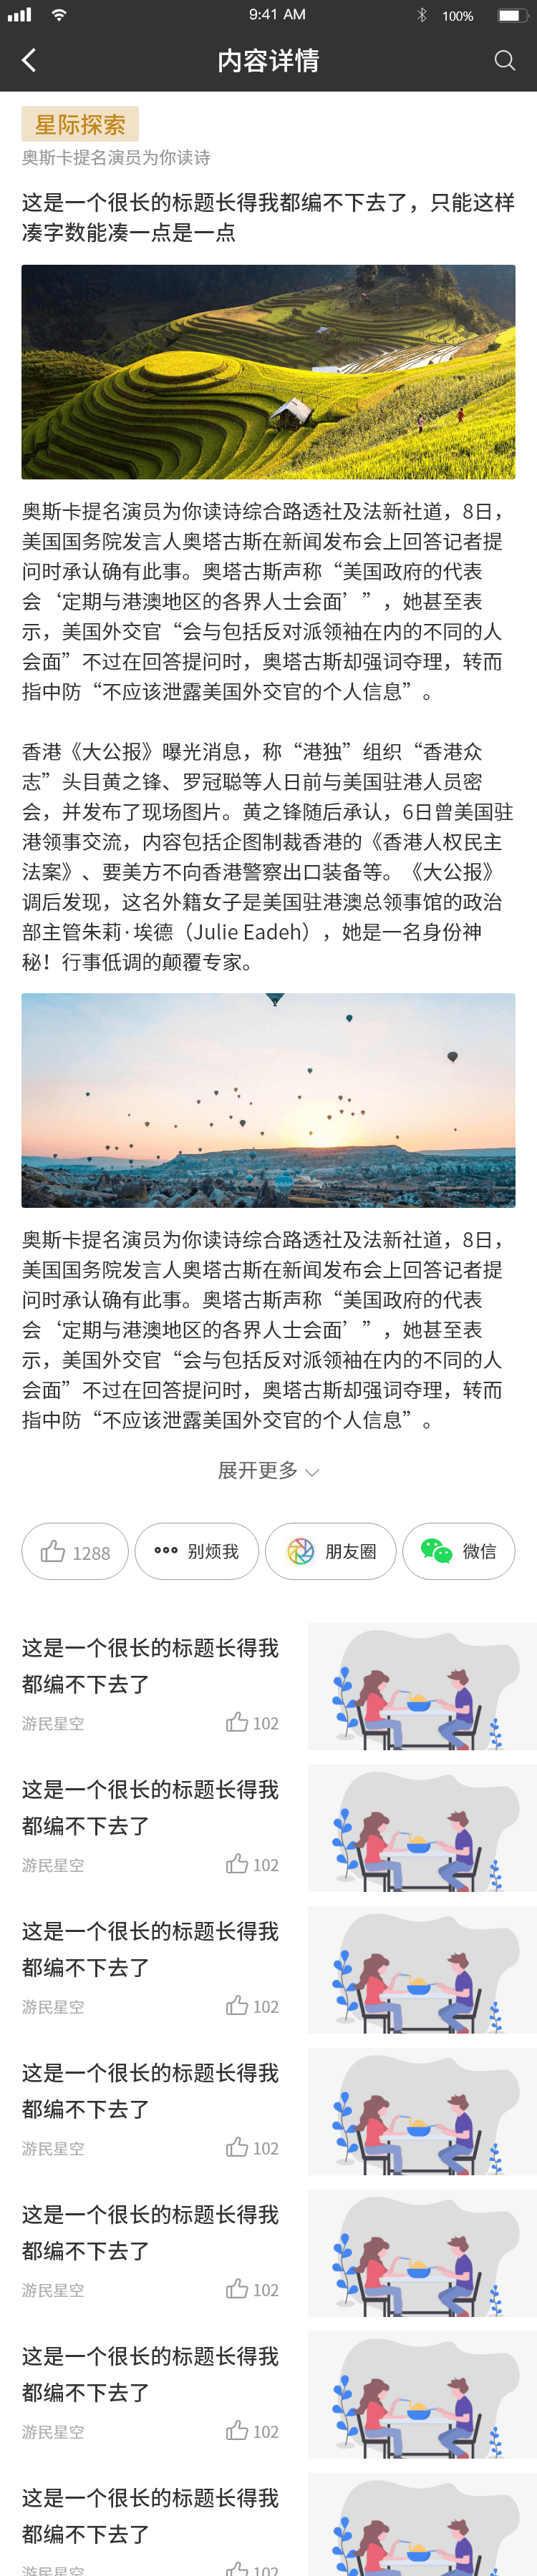 9:41 AM
100%
内容详情
星际探索
奥斯卡提名演员为你读诗
这是一个很长的标题长得我都编不下去了，只能这样
凑字数能凑一点是一点
奥斯卡提名演员为你读诗综合路透社及法新社道，8日，
美国国务院发言人奥塔古斯在新闻发布会上回答记者提
问时承认确有此事。奥塔古斯声称“美国政府的代表
会‘定期与港澳地区的各界人士会面’”，她甚至表
示，美国外交官“会与包括反对派领袖在内的不同的人
会面”不过在回答提问时，奥塔古斯却强词夺理，转而
指中防“不应该泄露美国外交官的个人信息”。
香港《大公报》曝光消息，称“港独”组织“香港众
志”头目黄之锋、罗冠聪等人日前与美国驻港人员密
会，并发布了现场图片。黄之锋随后承认，6日曾美国驻
港领事交流，内容包括企图制裁香港的《香港人权民主
法案》、要美方不向香港警察出口装备等。《大公报》
调后发现，这名外籍女子是美国驻港澳总领事馆的政治
部主管朱莉·埃德（Julie Eadeh），她是一名身份神
秘！行事低调的颠覆专家。
奥斯卡提名演员为你读诗综合路透社及法新社道，8日，
美国国务院发言人奥塔古斯在新闻发布会上回答记者提
问时承认确有此事。奥塔古斯声称“美国政府的代表
会‘定期与港澳地区的各界人士会面’”，她甚至表
示，美国外交官“会与包括反对派领袖在内的不同的人
会面”不过在回答提问时，奥塔古斯却强词夺理，转而
指中防“不应该泄露美国外交官的个人信息”。
展开更多
1288 别烦我 朋友圈 微信
这是一个很长的标题长得我
都编不下去了
游民星空 102
这是一个很长的标题长得我
都编不下去了
游民星空 102
这是一个很长的标题长得我
都编不下去了
游民星空 102
这是一个很长的标题长得我
都编不下去了
游民星空 102
这是一个很长的标题长得我
都编不下去了
游民星空 102
这是一个很长的标题长得我
都编不下去了
游民星空 102
这是一个很长的标题长得我
都编不下去了
游民星空 102